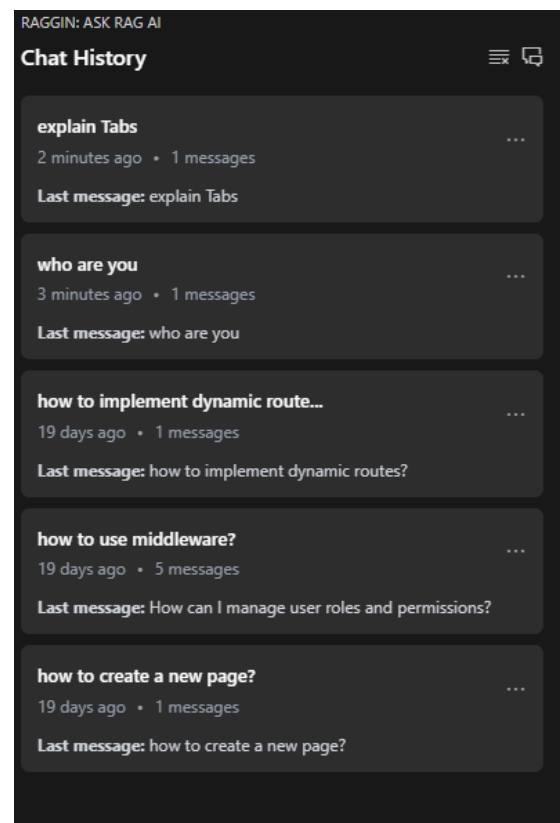 RAGGIN: ASK RAG AI
Chat History
explain Tabs
2 minutes ago • 1 messages
Last message: explain Tabs
who are you
3 minutes ago • 1 messages
Last message: who are you
how to implement dynamic route...
19 days ago • 1 messages
Last message: how to implement dynamic routes?
how to use middleware?
19 days ago • 5 messages
Last message: How can I manage user roles and permissions?
how to create a new page?
19 days ago • 1 messages
Last message: how to create a new page?